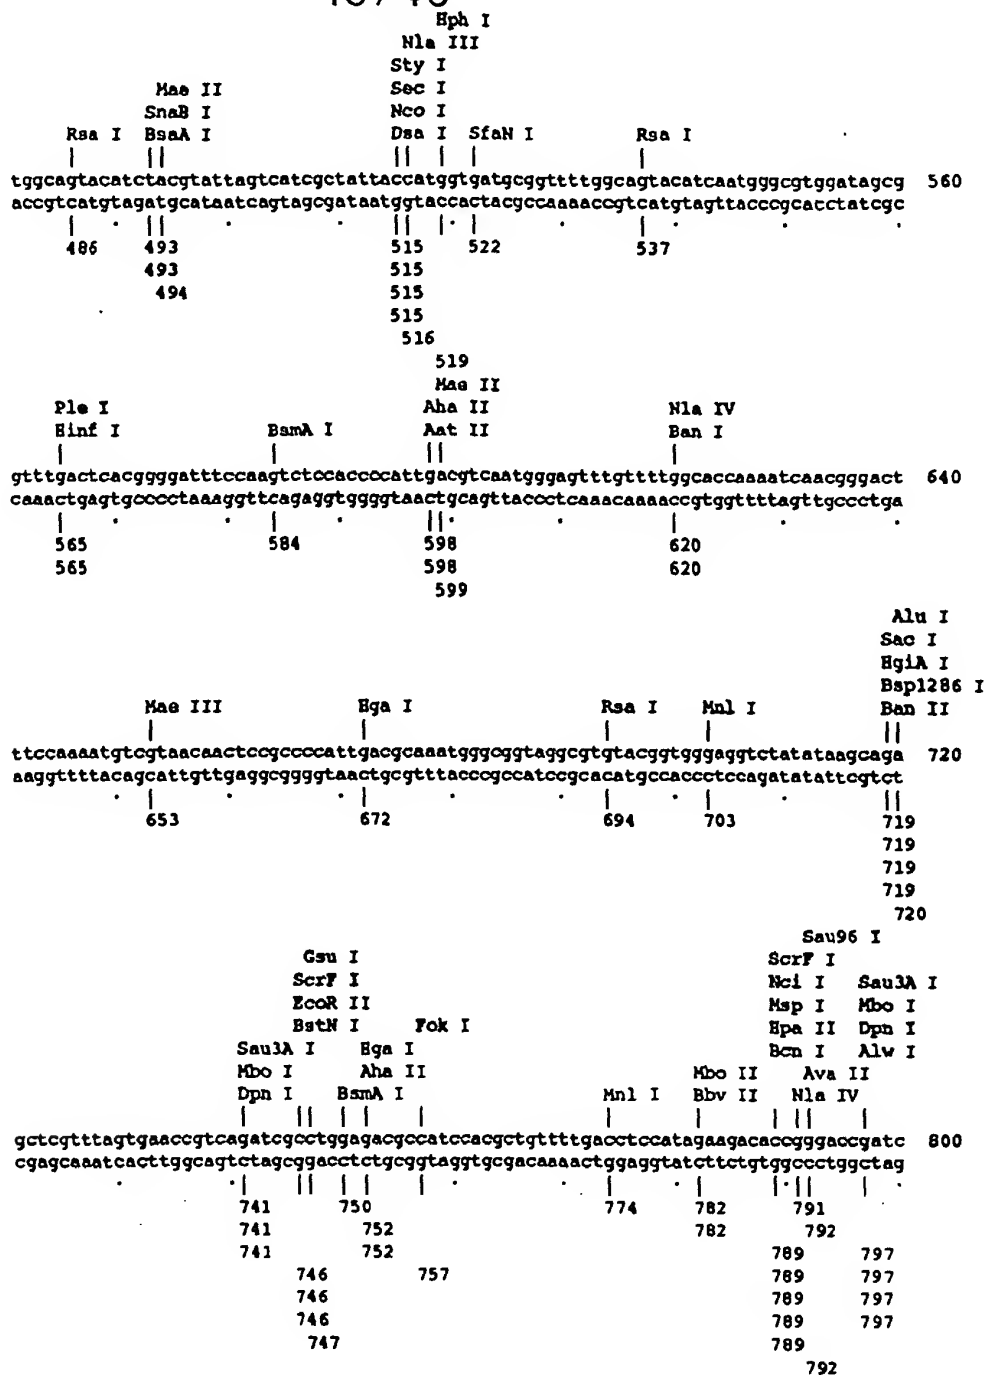 Hph I
Nla III
Sty I
Mae II Sec I
SnaB I Nco I
Rsa I BsaA I Dsa I SfaN I Rsa I
tggcagtacatctacgtattagtcatcgctattaccatggtgatgcggttttggcagtacatcaatgggcgtggatagcg 560
accgtcatgtagatgcataatcagtagcgataatggtaccactacgccaaaaccgtcatgtagttacccgcacctatcgc
486 493 515 522 537
493 515
494 515
515
516
519
Mae II
Ple I Aha II Nla IV
Hinf I BsmA I Aat II Ban I
gtttgactcacggggatttccaagtctccaccccattgacgtcaatgggagtttgttttggcaccaaaatcaacgggact 640
caaactgagtgcccctaaaggttcagaggtggggtaactgcagttaccctcaaacaaaaccgtggttttagttgccctga
565 584 598 620
565 598 620
599
Alu I
Sac I
HgiA I
Bsp1286 I
Mae III Hga I Rsa I Mnl I Ban II
ttccaaaatgtcgtaacaactccgccccattgacgcaaatgggcggtaggcgtgtacggtgggaggtctatataagcaga 720
aaggttttacagcattgttgaggcggggtaactgcgtttacccgccatccgcacatgccaccctccagatatattcgtct
653 672 694 703 719
719
719
719
720
Sau96 I
Gsu I ScrF I
ScrF I Nci I Sau3A I
EcoR II Msp I Mbo I
BstN I Fok I Hpa II Dpn I
Sau3A I Hga I Bcn I Alw I
Mbo I Aha II Mbo II Ava II
Dpn I BsmA I Mnl I Bbv II Nla IV
gctcgtttagtgaaccgtcagatcgcctggagacgccatccacgctgttttgacctccatagaagacaccgggaccgatc 800
cgagcaaatcacttggcagtctagcggacctctgcggtaggtgcgacaaaactggaggtatcttctgtggccctggctag
741 750 774 782 791
741 752 782 792
741 752 789 797
746 757 789 797
746 789 797
746 789 797
747 789
792